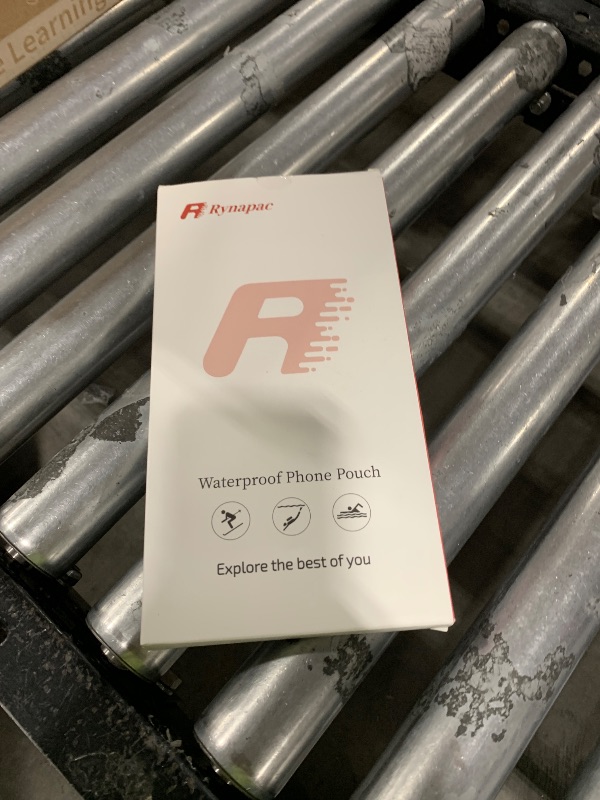 e Learning
Rynapac
Waterproof Phone Pouch
Explore the best of you